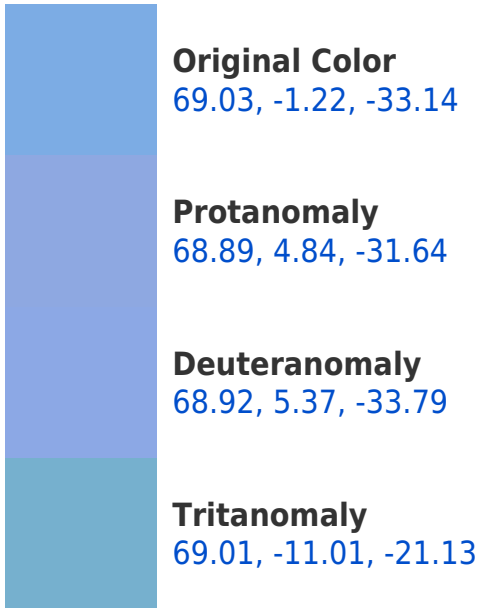 Original Color
69.03, -1.22, -33.14
Protanomaly
68.89, 4.84, -31.64
Deuteranomaly
68.92, 5.37, -33.79
Tritanomaly
69.01, -11.01, -21.13